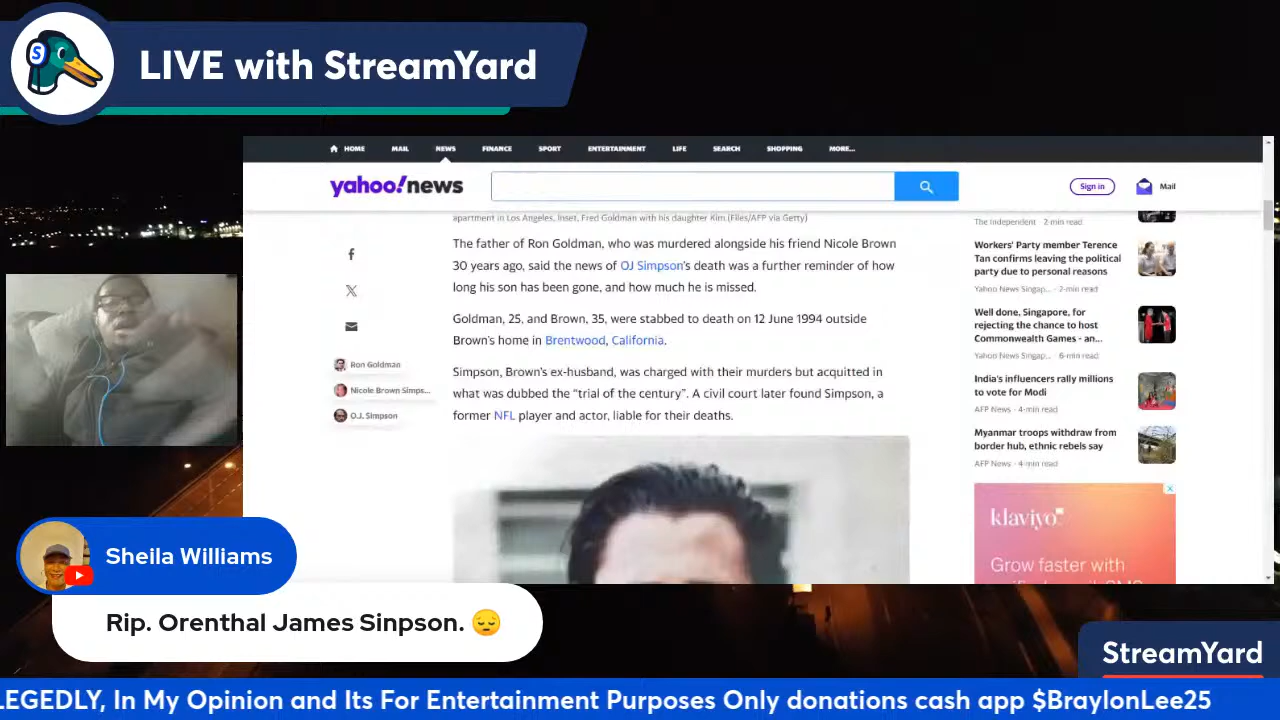 S
LIVE with StreamYard
HOME MAIL NEWS FINANCE SPORT ENTERTAINMENT LIFE SEARCH SHOPPING MORE...
yahoo!news
Sign in
Mail
apartment in Los Angeles. Inset, Fred Goldman with his daughter Kim (Files/AFP via Getty)
The father of Ron Goldman, who was murdered alongside his friend Nicole Brown
30 years ago, said the news of OJ Simpson's death was a further reminder of how
long his son has been gone, and how much he is missed.
Goldman, 25, and Brown, 35, were stabbed to death on 12 June 1994 outside
Brown's home in Brentwood, California.
Simpson, Brown's ex-husband, was charged with their murders but acquitted in
what was dubbed the "trial of the century". A civil court later found Simpson, a
former NFL player and actor, liable for their deaths.
Ron Goldman
Nicole Brown Simps...
O.J. Simpson
The Independent · 2 min read
Workers' Party member Terence
Tan confirms leaving the political
party due to personal reasons
Yahoo News Singap... · 2-min read
Well done, Singapore, for
rejecting the chance to host
Commonwealth Games - an...
Yahoo News Singap... · 6-min read
India's influencers rally millions
to vote for Modi
AFP News · 4-min read
Myanmar troops withdraw from
border hub, ethnic rebels say
AFP News · 4-min read
klaviyo
Grow faster with
Sheila Williams
Rip. Orenthal James Sinpson. 😔
StreamYard
LEGEDLY, In My Opinion and Its For Entertainment Purposes Only donations cash app $BraylonLee25